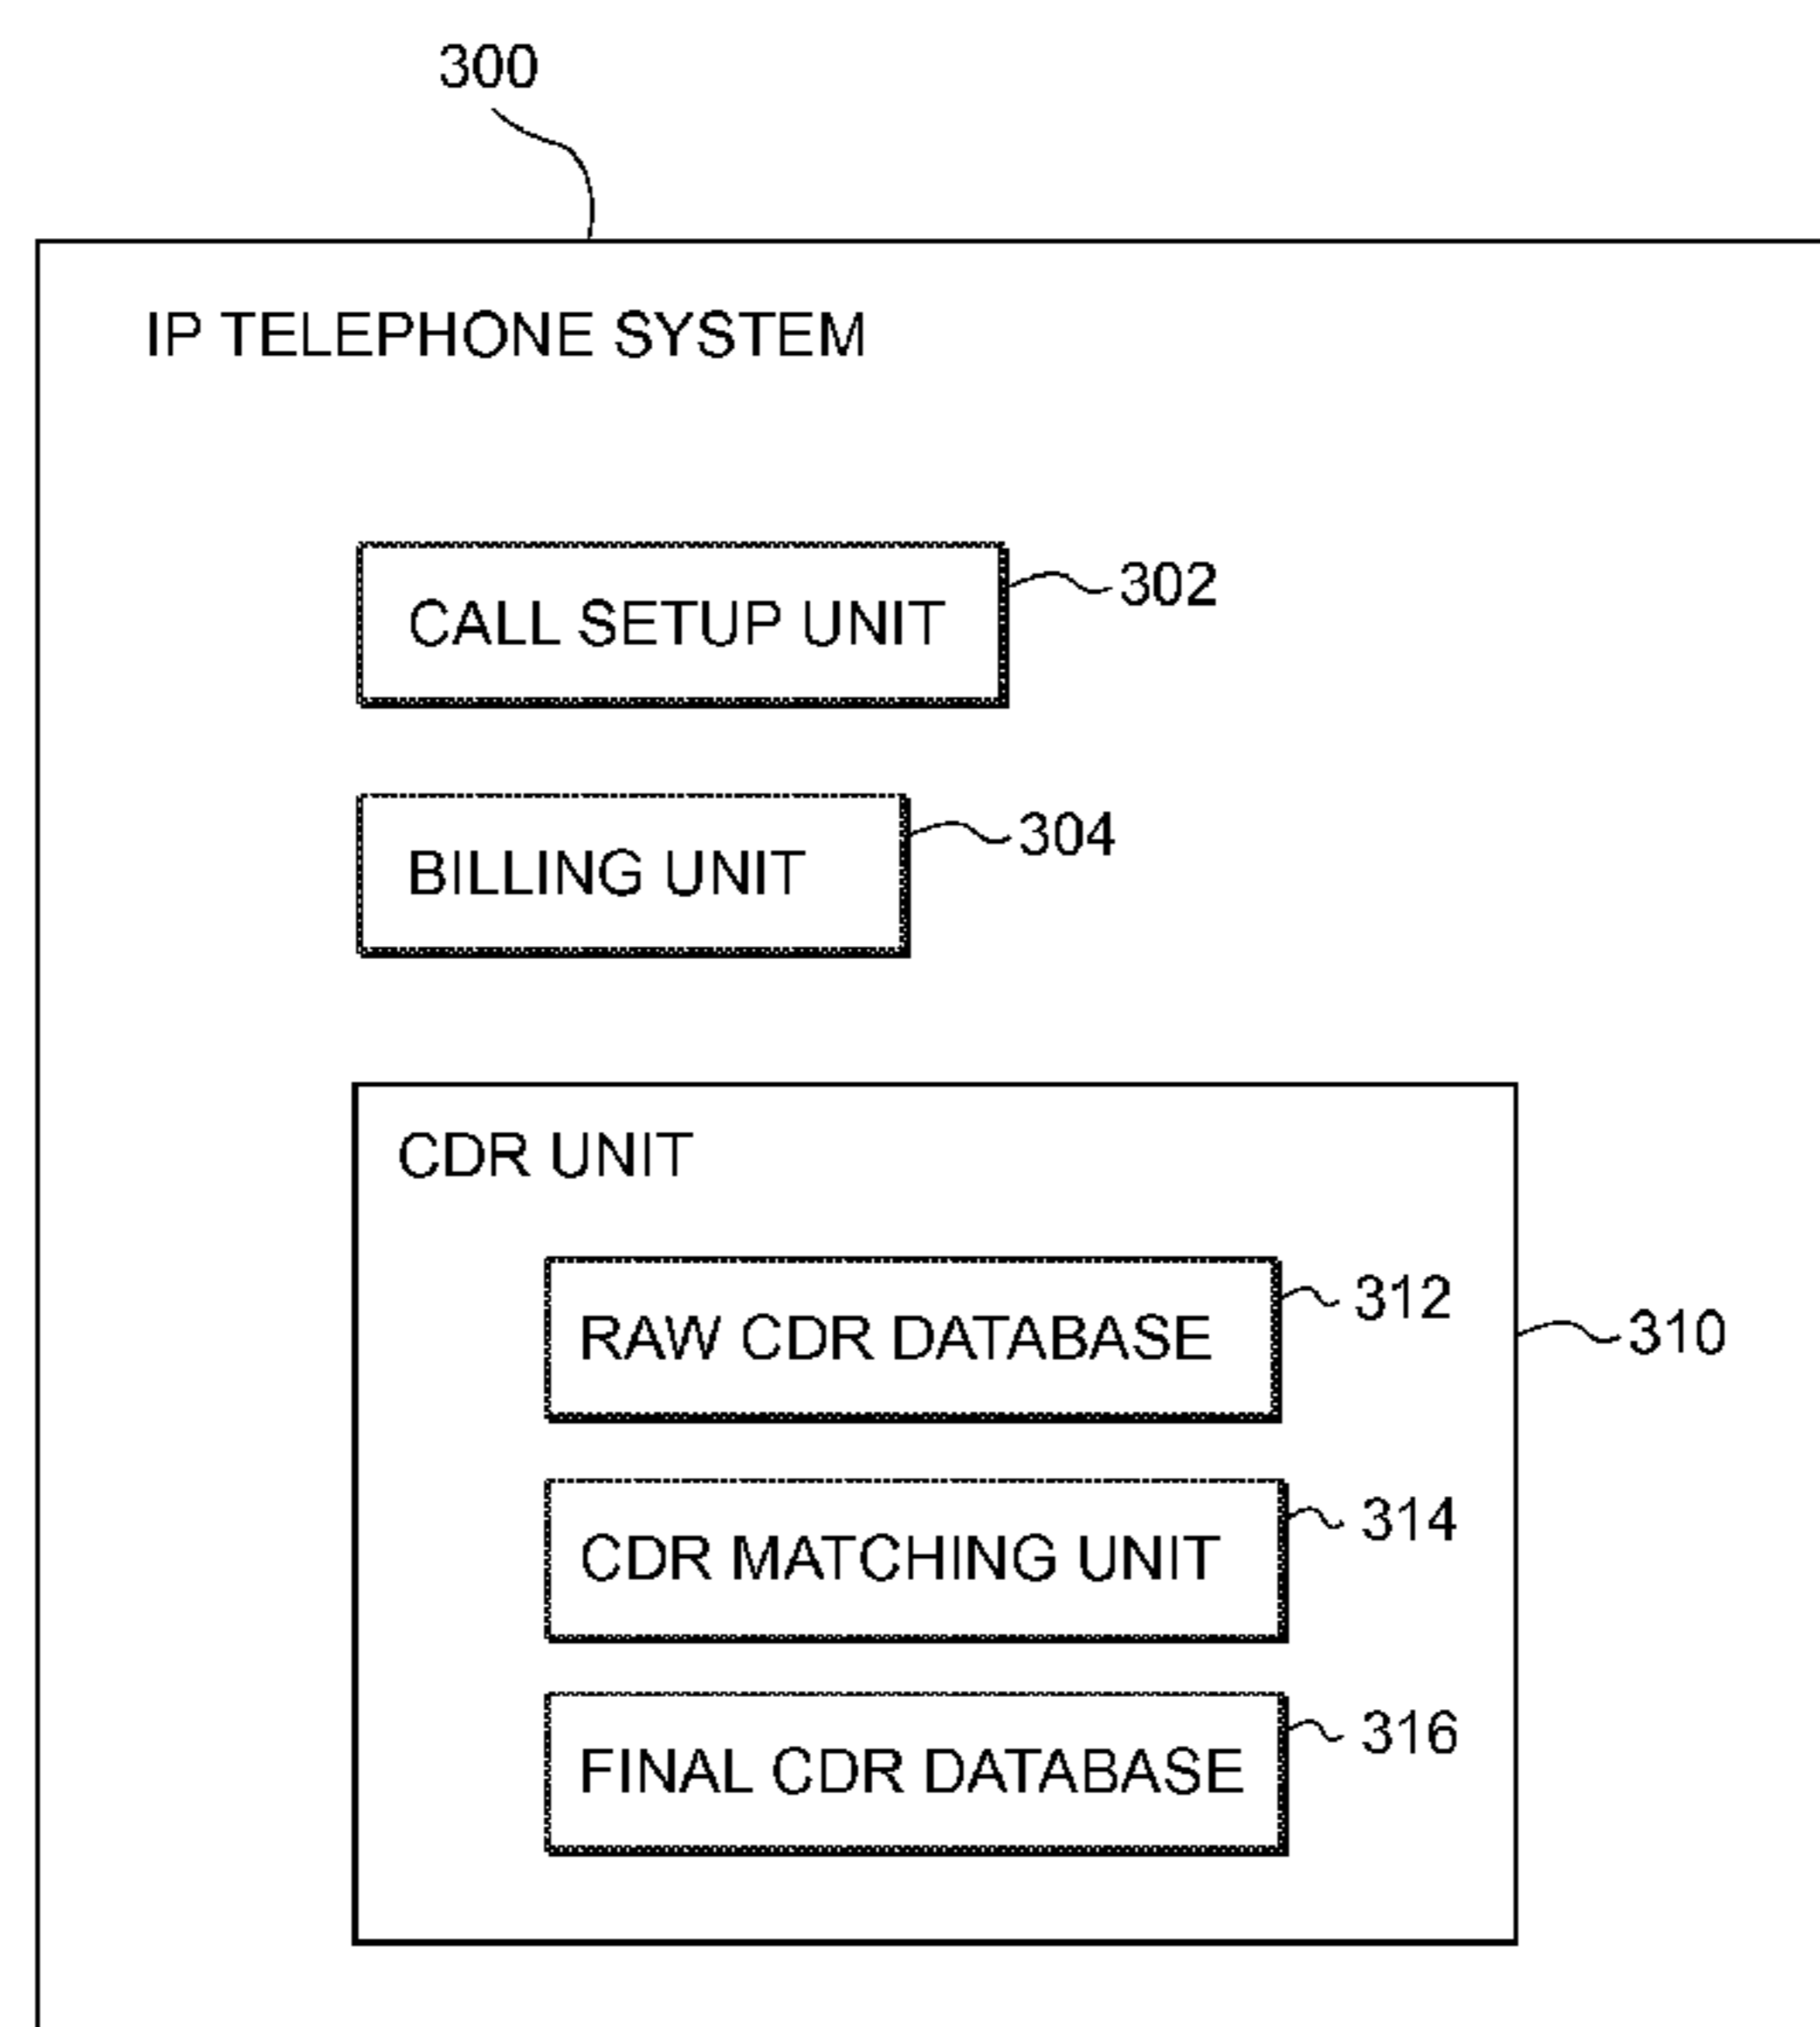 300
IP TELEPHONE SYSTEM
CALL SETUP UNIT
302
BILLING UNIT
304
CDR UNIT
RAW CDR DATABASE
312
310
CDR MATCHING UNIT
314
FINAL CDR DATABASE
316